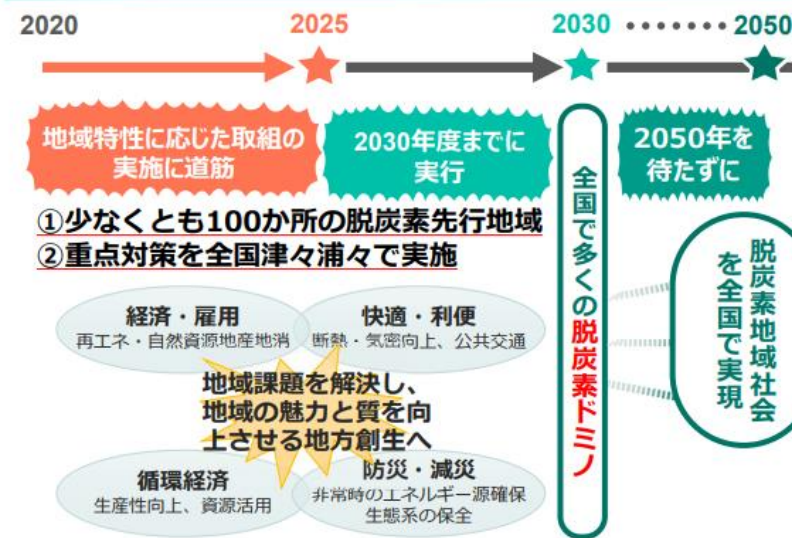 2020
2025
2030
2050
地域特性に応じた取組の
実施に道筋
2030年度までに
実行
2050年を
待たずに
①少なくとも100か所の脱炭素先行地域
②重点対策を全国津々浦々で実施
経済・雇用
再エネ・自然資源地産地消
快適・利便
断熱・気密向上、公共交通
地域課題を解決し、
地域の魅力と質を向
上させる地方創生へ
循環経済
生産性向上、資源活用
防災・減災
非常時のエネルギー源確保
生態系の保全
全国で多くの脱炭素ドミノ
脱炭素地域社会
を全国で実現